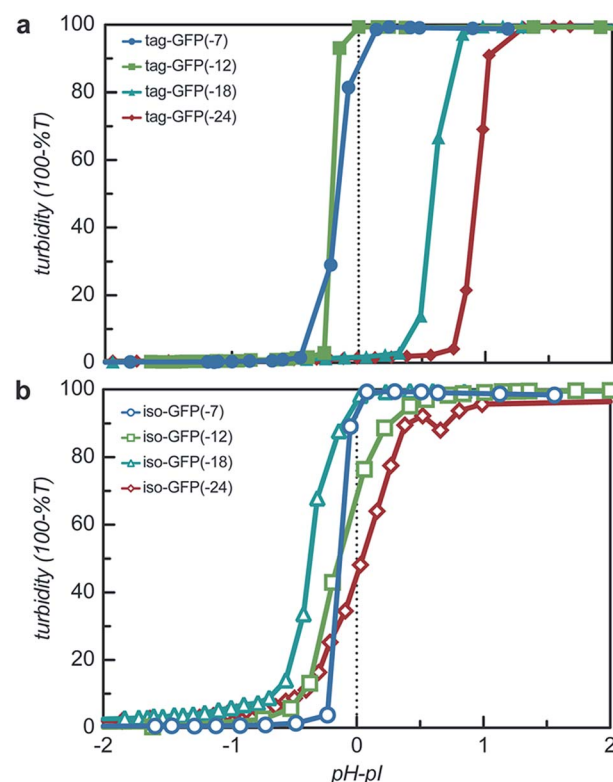 a
tag-GFP(-7)
tag-GFP(-12)
tag-GFP(-18)
tag-GFP(-24)
turbidity (100-%T)
100
80
60
40
20
0
b
iso-GFP(-7)
iso-GFP(-12)
iso-GFP(-18)
iso-GFP(-24)
turbidity (100-%T)
100
80
60
40
20
0
-2 -1 0 1 2
pH-pI